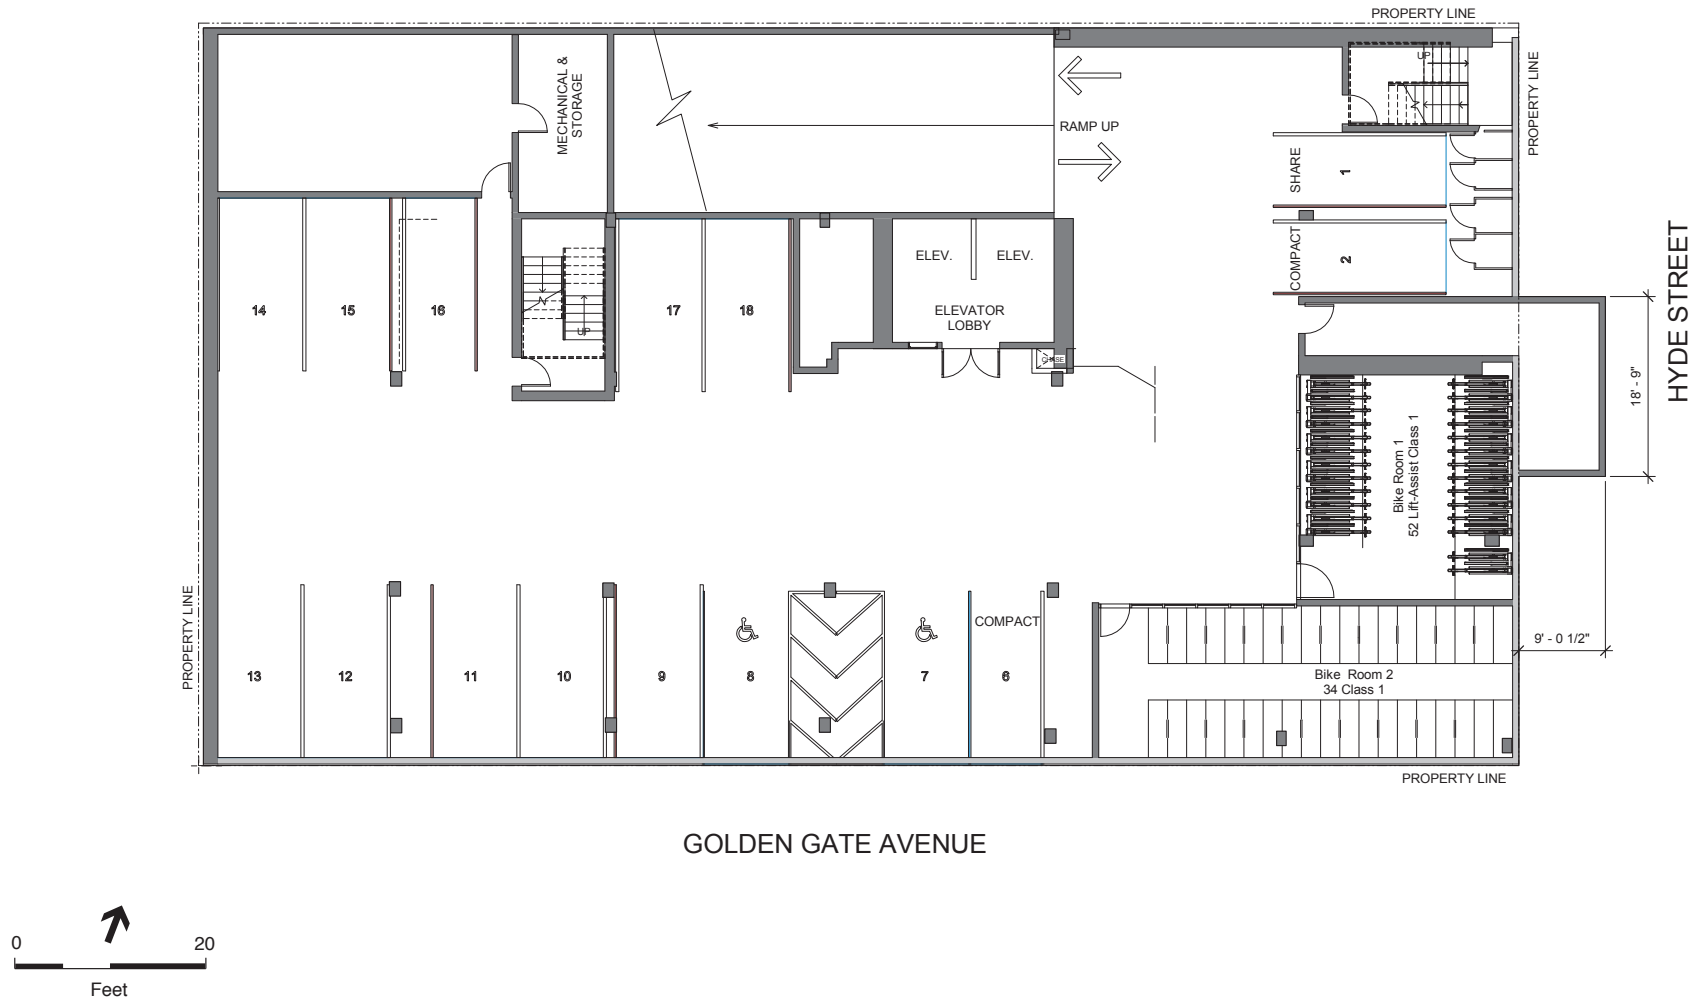 PROPERTY LINE
PROPERTY LINE
MECHANICAL &
STORAGE
UP
RAMP UP
SHARE
1
COMPACT
2
HYDE STREET
ELEV.
ELEV.
ELEVATOR
LOBBY
CHASE
14
15
16
UP
17
18
18' - 9"
Bike Room 1
52 Lift-Assist Class 1
PROPERTY LINE
COMPACT
13
12
11
10
9
8
7
6
9' - 0 1/2"
Bike Room 2
34 Class 1
PROPERTY LINE
GOLDEN GATE AVENUE
0
20
Feet